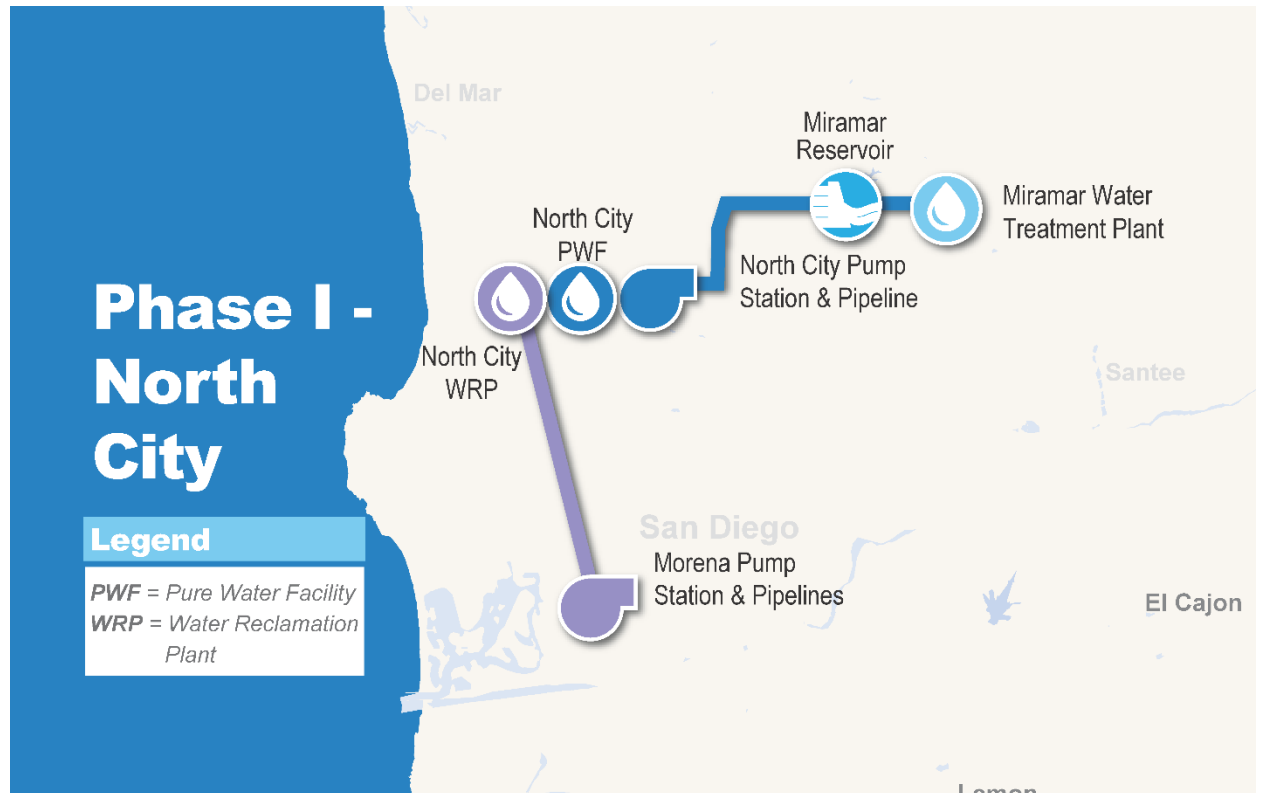 Phase I -
North
City
Legend
PWF = Pure Water Facility
WRP = Water Reclamation
Plant
Del Mar
Miramar
Reservoir
Miramar Water
Treatment Plant
North City
PWF
North City Pump
Station & Pipeline
North City
WRP
Santee
San Diego
Morena Pump
Station & Pipelines
El Cajon